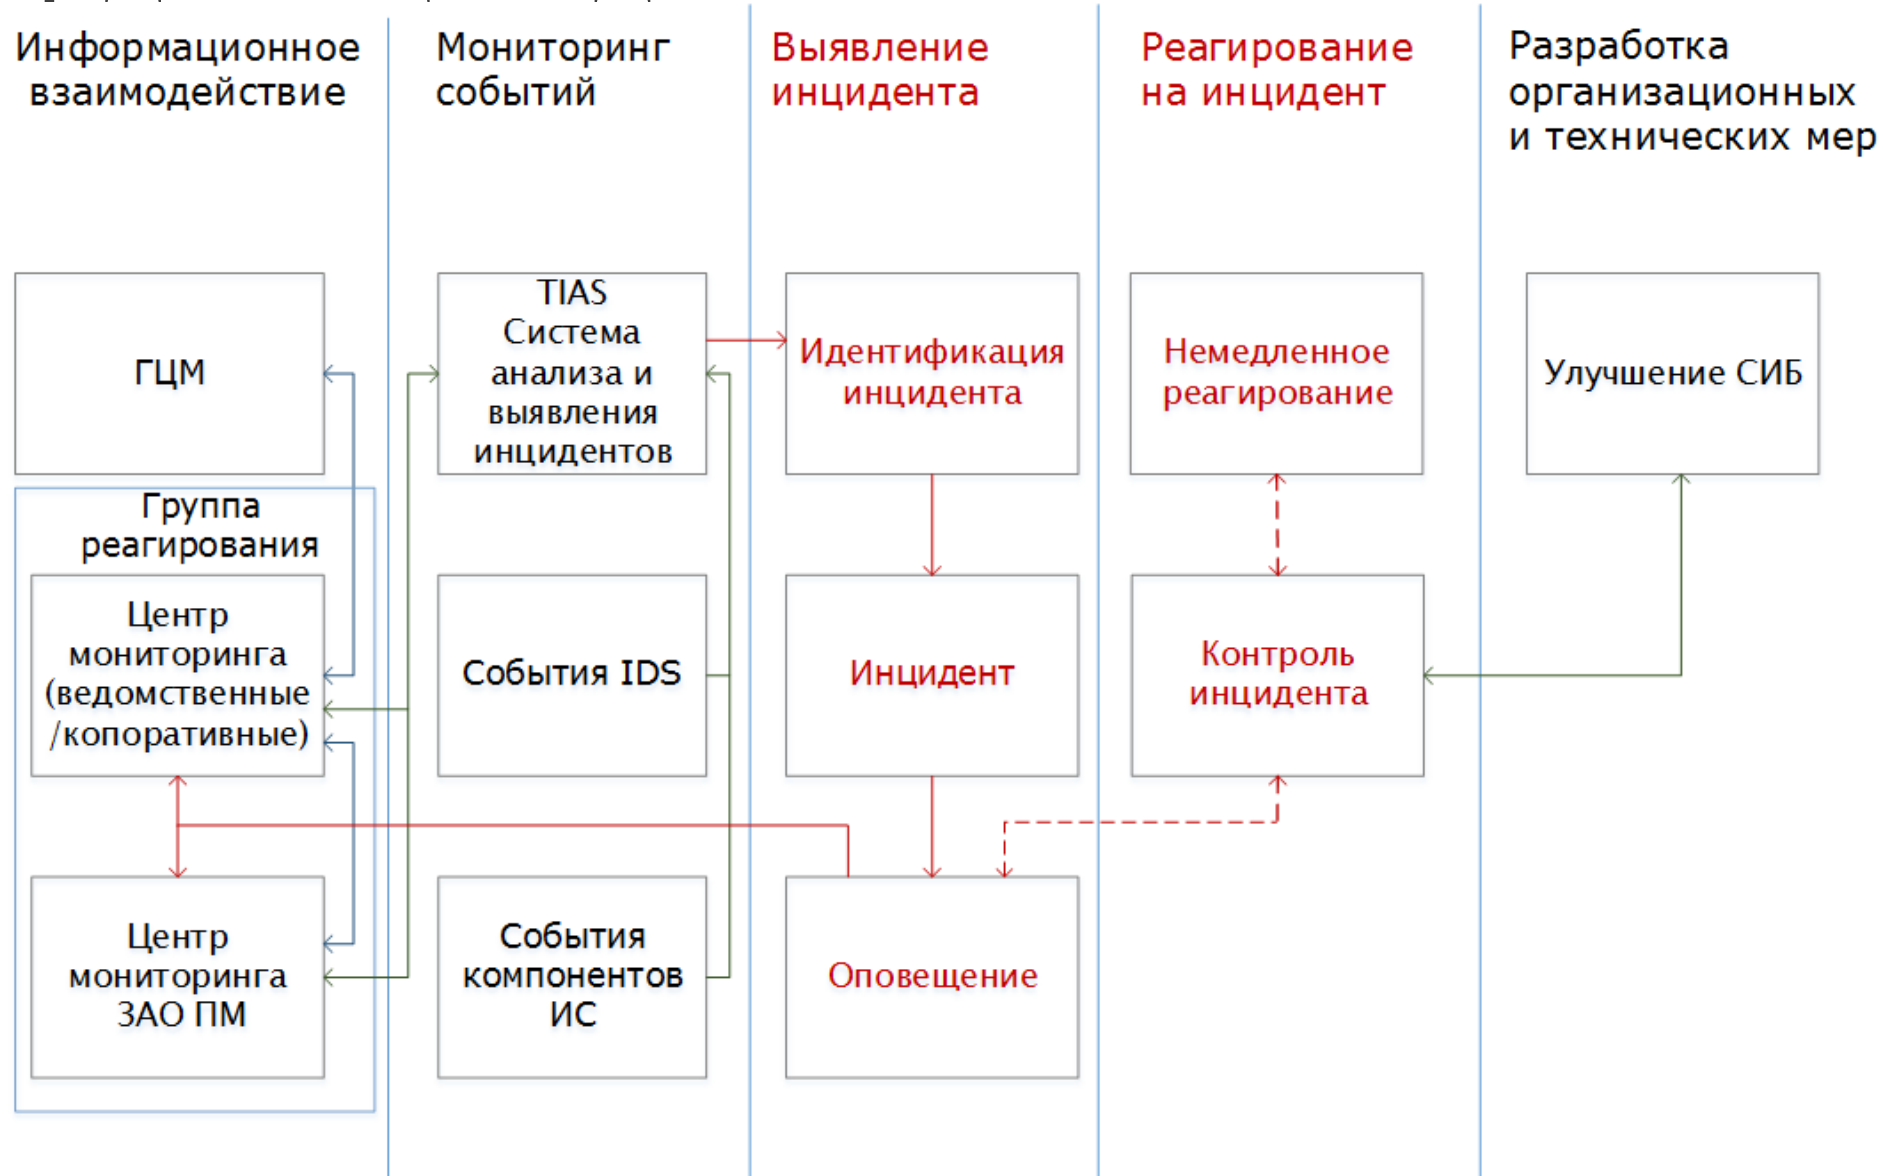 Информационное
взаимодействие
Мониторинг
событий
Выявление
инцидента
Реагирование
на инцидент
Разработка
организационных
и технических мер
ГЦМ
Группа
реагирования
Центр
мониторинга
(ведомственные
/копоративные)
Центр
мониторинга
ЗАО ПМ
TIAS
Система
анализа и
выявления
инцидентов
События IDS
События
компонентов
ИС
Идентификация
инцидента
Инцидент
Оповещение
Немедленное
реагирование
Контроль
инцидента
Улучшение СИБ